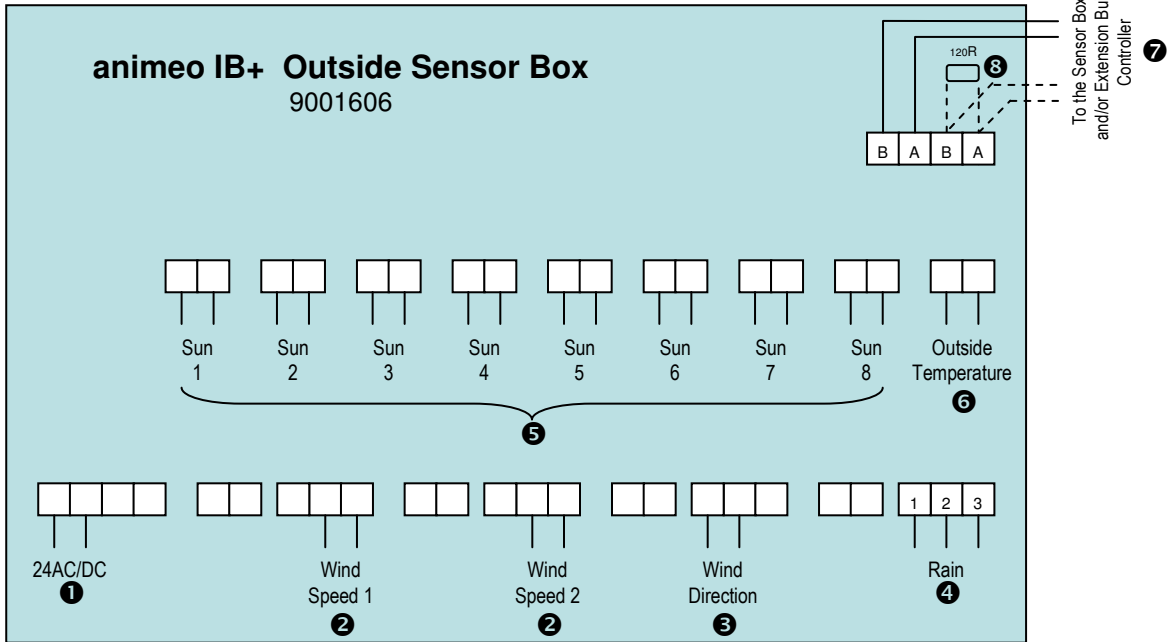 animeo IB+ Outside Sensor Box
9001606
120R
❽
To the Sensor Box
and/or Extension Bu
Controller
❼
B A B A
Sun 1
Sun 2
Sun 3
Sun 4
Sun 5
Sun 6
Sun 7
Sun 8
Outside
Temperature
❻
❺
1 2 3
24AC/DC
❶
Wind
Speed 1
❷
Wind
Speed 2
❷
Wind
Direction
❸
Rain
❹